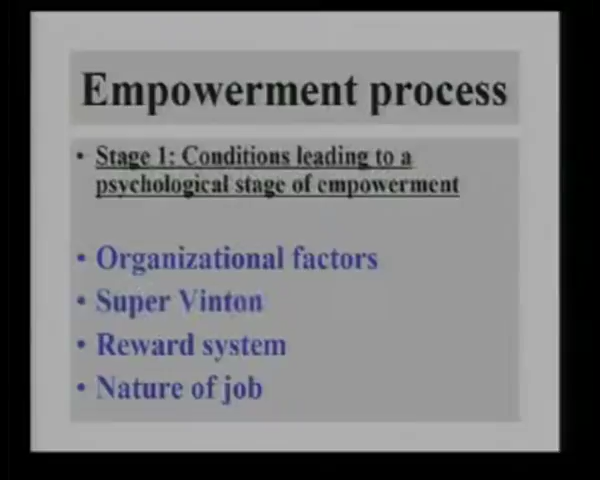 Empowerment process
• Stage 1: Conditions leading to a
psychological stage of empowerment
• Organizational factors
• Super Vinton
• Reward system
• Nature of job